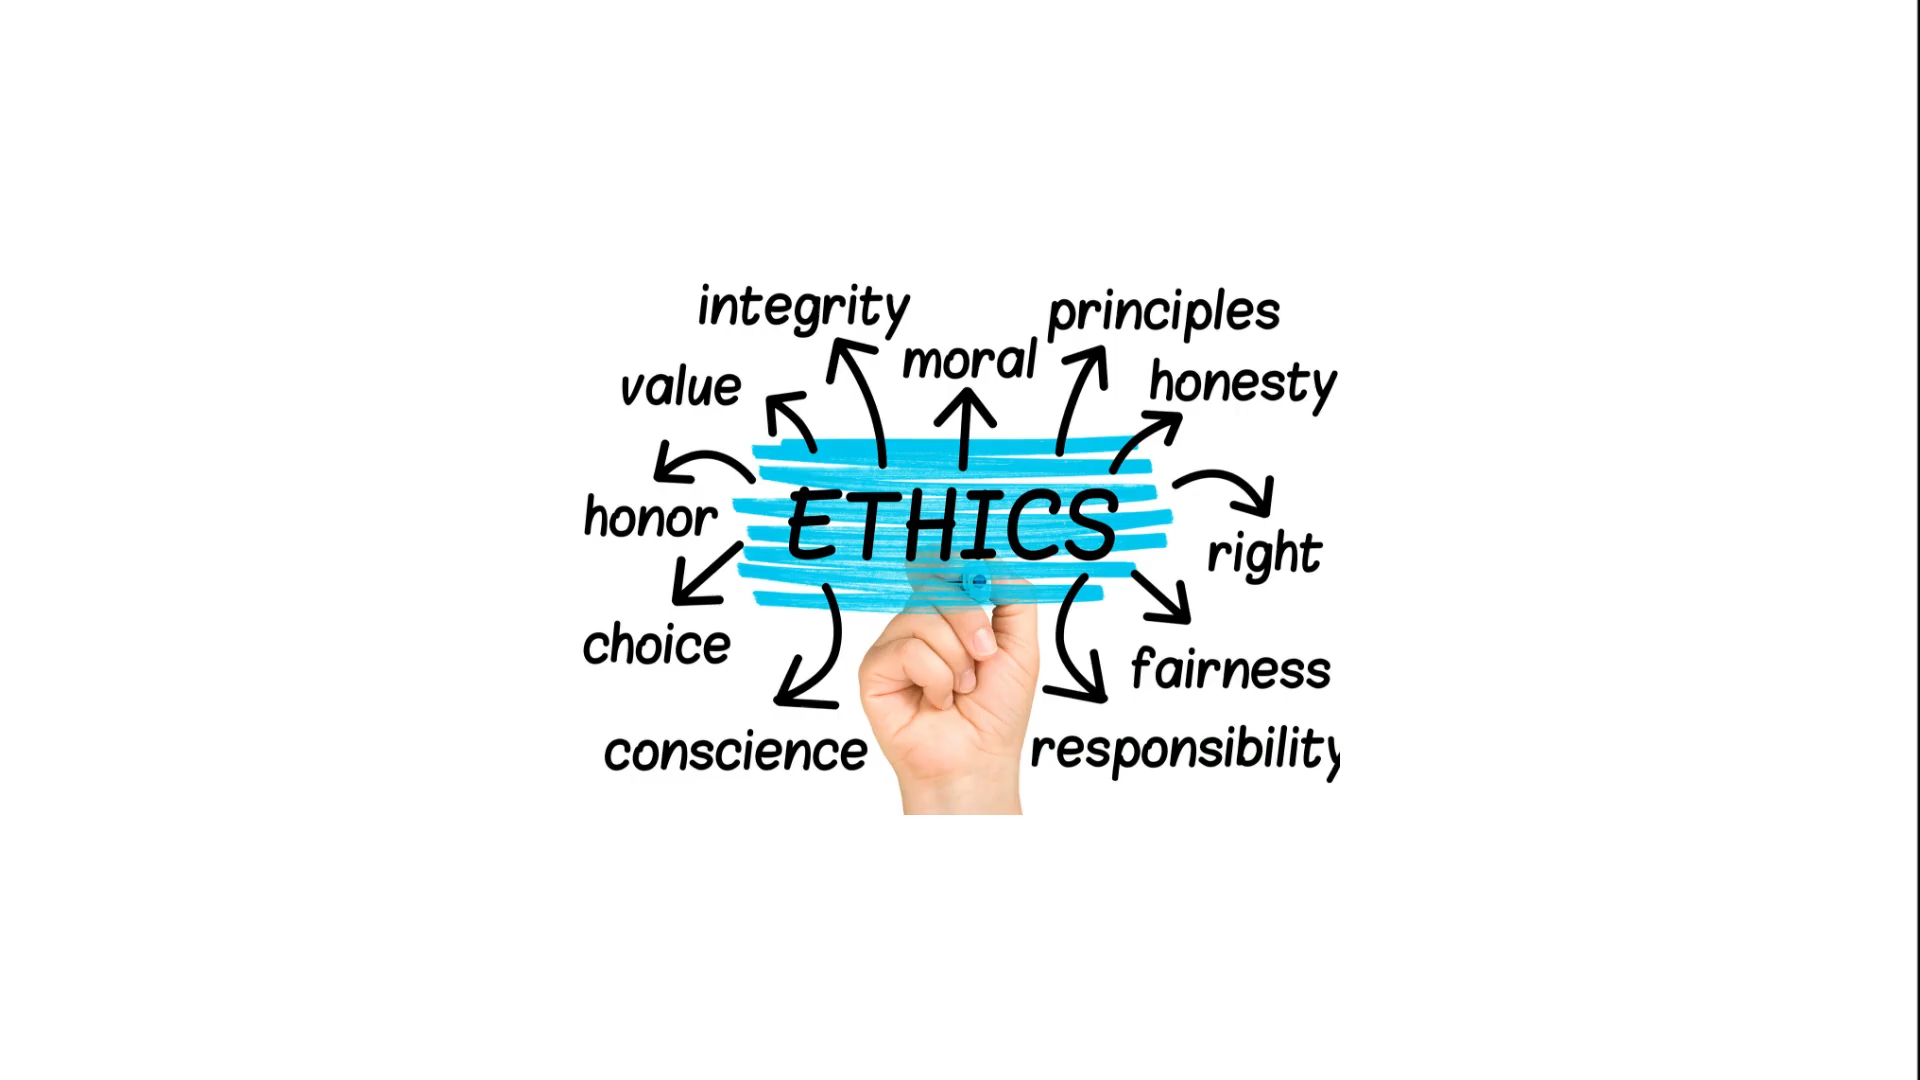 integrity
principles
moral
value
honesty
ETHICS
honor
right
choice
fairness
conscience
responsibility